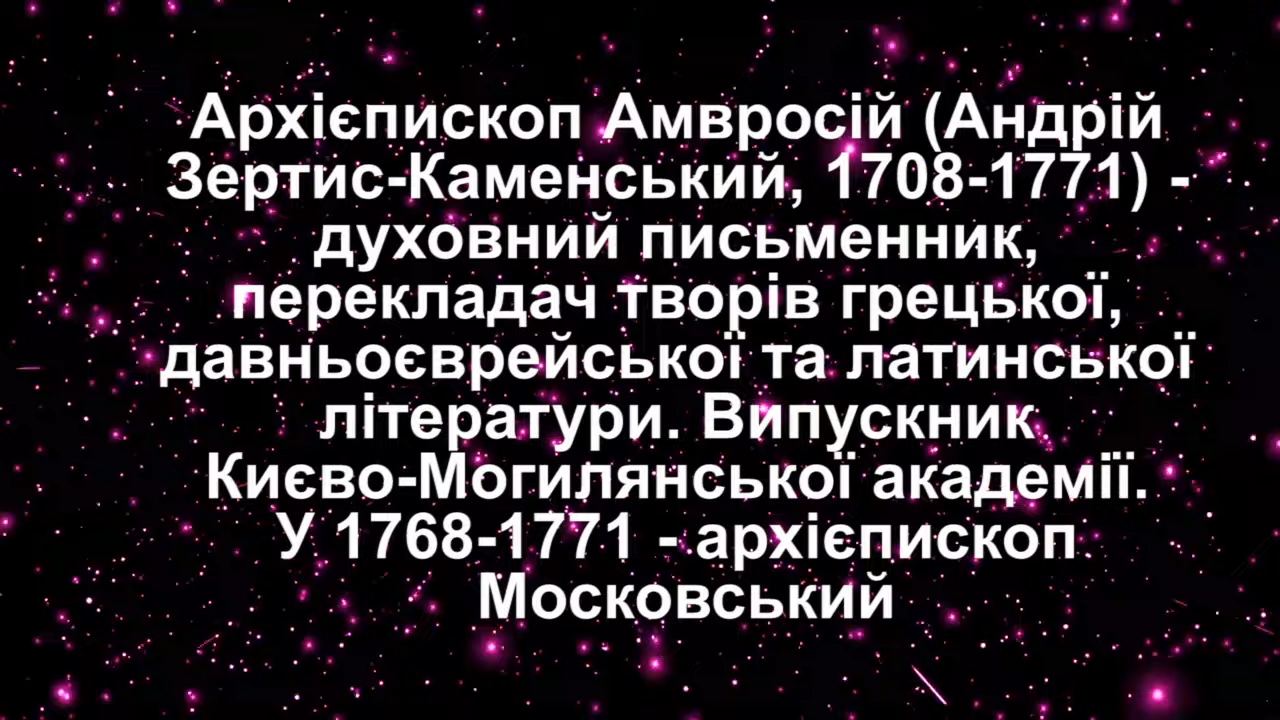 Архієпископ Амвросій (Андрій
Зертис-Каменський, 1708-1771) -
духовний письменник,
перекладач творів грецької,
давньоєврейської та латинської
літератури. Випускник
Києво-Могилянської академії.
У 1768-1771 - архієпископ
Московський